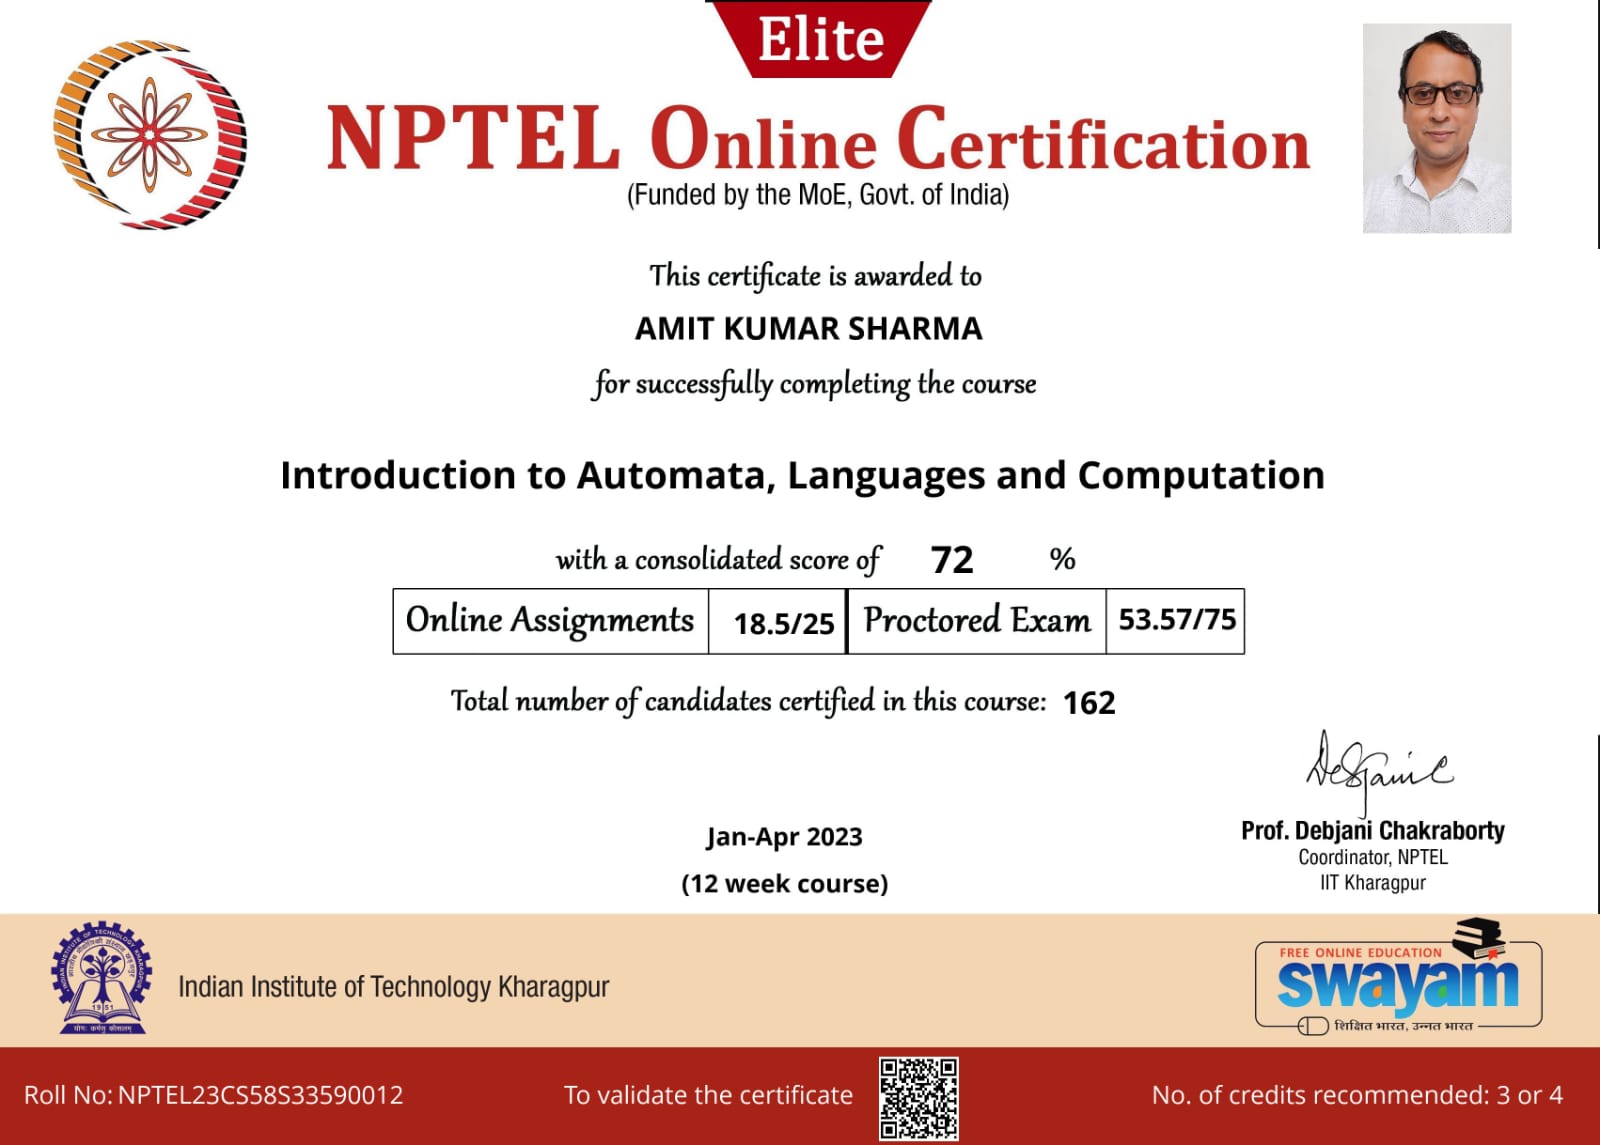 Elite
NPTEL Online Certification
(Funded by the MoE, Govt. of India)
This certificate is awarded to
AMIT KUMAR SHARMA
for successfully completing the course
Introduction to Automata, Languages and Computation
with a consolidated score of 72 %
Online Assignments 18.5/25 Proctored Exam 53.57/75
Total number of candidates certified in this course: 162
Jan-Apr 2023
(12 week course)
Prof. Debjani Chakraborty
Coordinator, NPTEL
IIT Kharagpur
INDIAN INSTITUTE OF TECHNOLOGY KHARAGPUR
1951
योगः कर्मसु कौशलम्
Indian Institute of Technology Kharagpur
FREE ONLINE EDUCATION
swayam
शिक्षित भारत, उन्नत भारत
Roll No: NPTEL23CS58S33590012
To validate the certificate
No. of credits recommended: 3 or 4